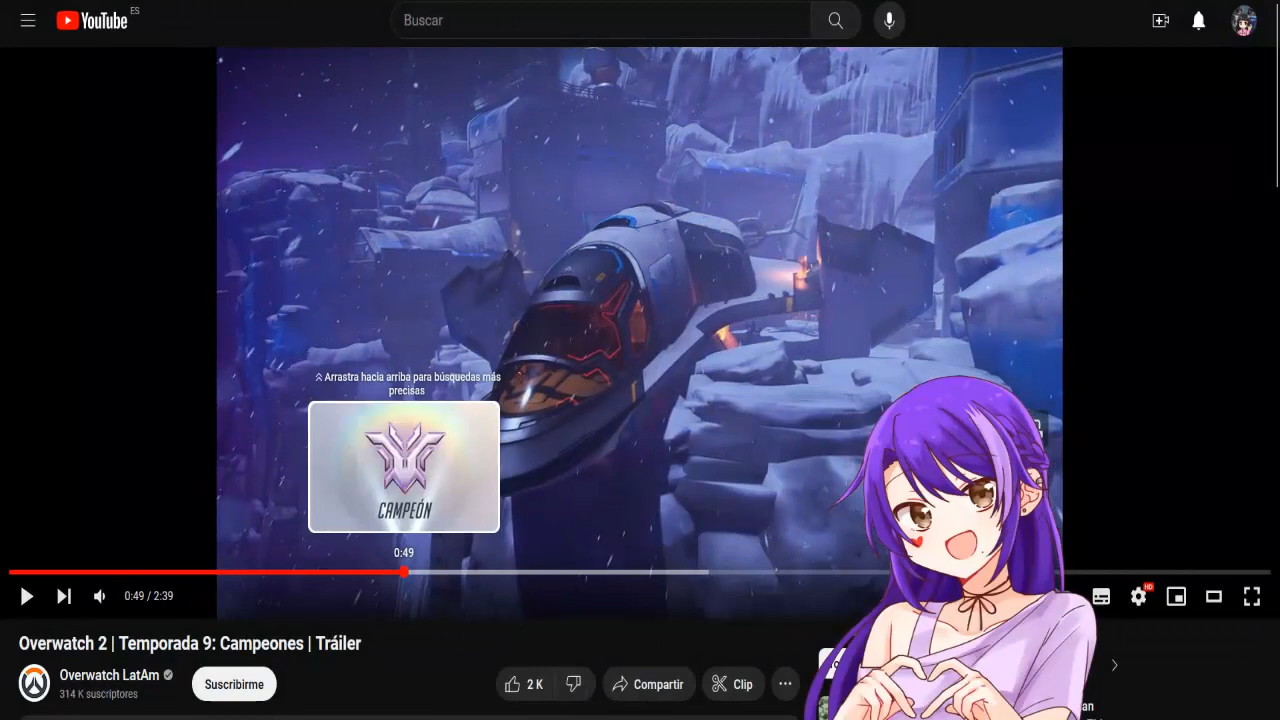 YouTube ES
Buscar
Arrastra hacia arriba para búsquedas más
precisas
CAMPEÓN
0:49
0:49 / 2:39
HD
Overwatch 2 | Temporada 9: Campeones | Tráiler
Overwatch LatAm
314 K suscriptores
Suscribirme
2 K
Compartir
Clip